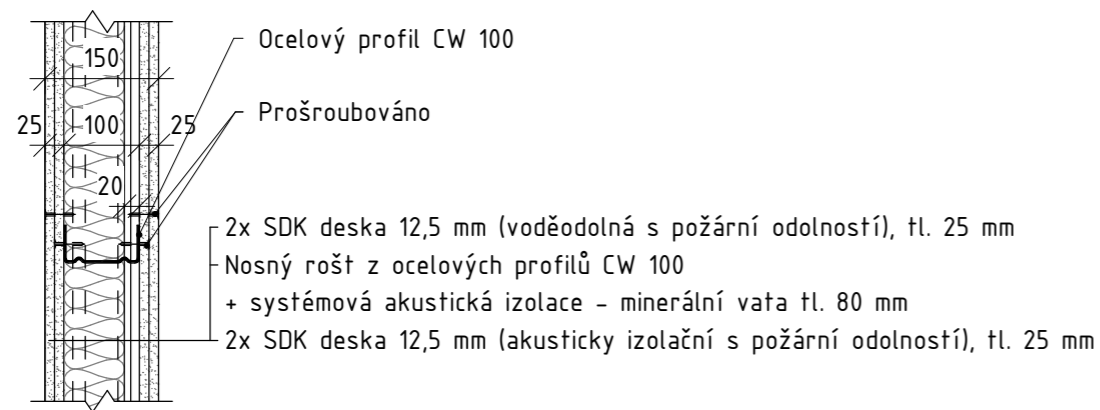 Ocelový profil CW 100
150
Prošroubováno
25 100 25
20
2x SDK deska 12,5 mm (voděodolná s požární odolností), tl. 25 mm
Nosný rošt z ocelových profilů CW 100
+ systémová akustická izolace - minerální vata tl. 80 mm
2x SDK deska 12,5 mm (akusticky izolační s požární odolností), tl. 25 mm